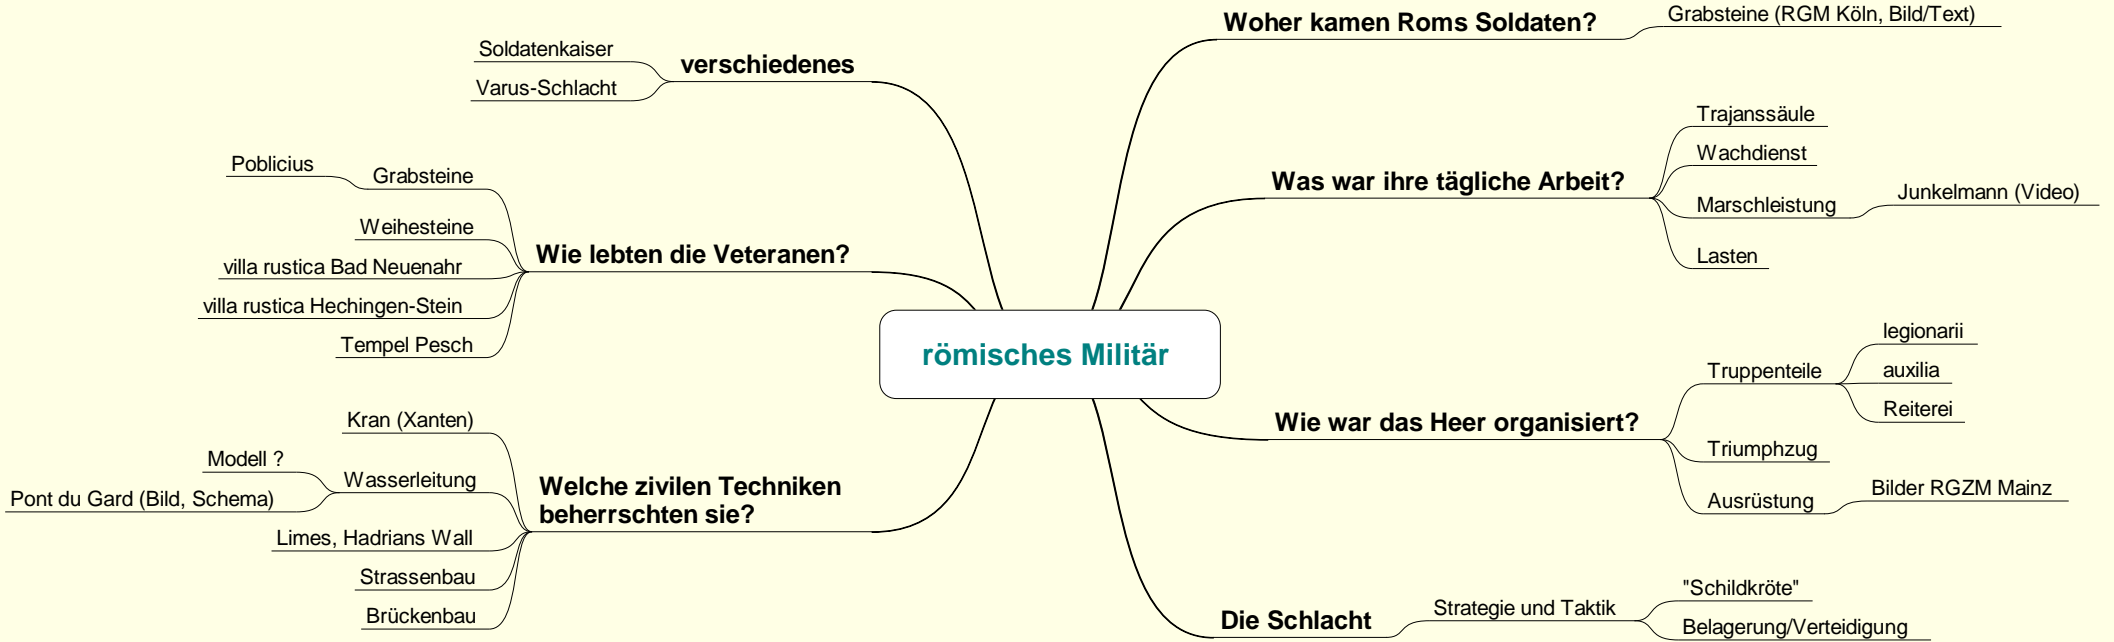 römisches Militär
Woher kamen Roms Soldaten?
Grabsteine (RGM Köln, Bild/Text)
Was war ihre tägliche Arbeit?
Trajanssäule
Wachdienst
Marschleistung
Junkelmann (Video)
Lasten
Wie war das Heer organisiert?
Truppenteile
legionarii
auxilia
Reiterei
Triumphzug
Ausrüstung
Bilder RGZM Mainz
Die Schlacht
Strategie und Taktik
"Schildkröte"
Belagerung/Verteidigung
verschiedenes
Soldatenkaiser
Varus-Schlacht
Wie lebten die Veteranen?
Grabsteine
Poblicius
Weihesteine
villa rustica Bad Neuenahr
villa rustica Hechingen-Stein
Tempel Pesch
Welche zivilen Techniken
beherrschten sie?
Kran (Xanten)
Wasserleitung
Modell ?
Pont du Gard (Bild, Schema)
Limes, Hadrians Wall
Strassenbau
Brückenbau